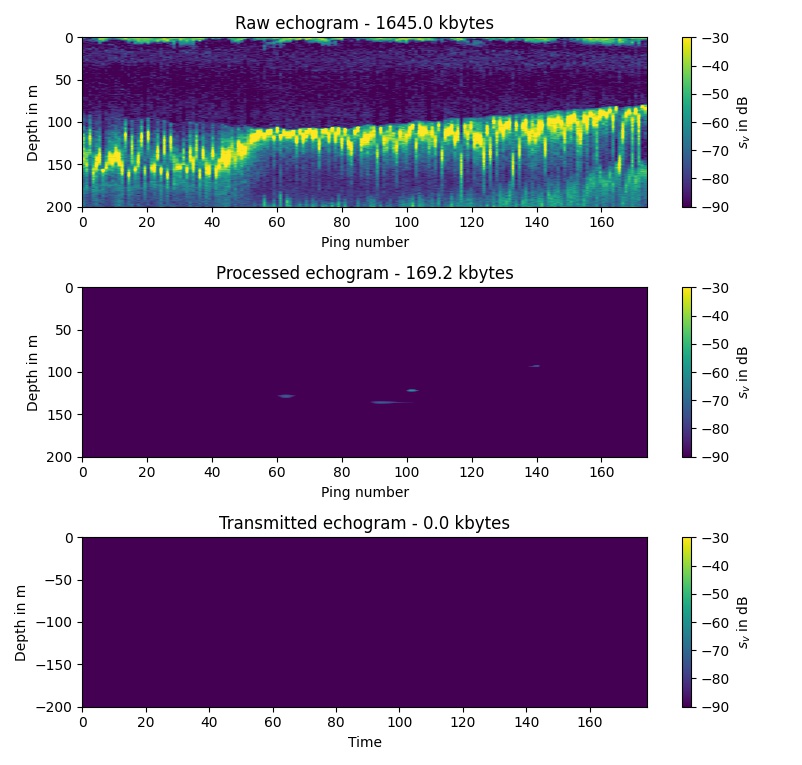 Raw echogram - 1645.0 kbytes
0
50
100
150
200
Depth in m
0 20 40 60 80 100 120 140 160
Ping number
−30
−40
−50
−60
−70
−80
−90
sv in dB
Processed echogram - 169.2 kbytes
0
50
100
150
200
Depth in m
0 20 40 60 80 100 120 140 160
Ping number
−30
−40
−50
−60
−70
−80
−90
sv in dB
Transmitted echogram - 0.0 kbytes
0
−50
−100
−150
−200
Depth in m
0 20 40 60 80 100 120 140 160
Time
−30
−40
−50
−60
−70
−80
−90
sv in dB